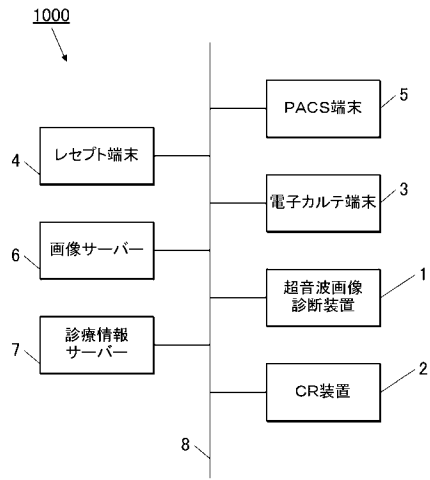 1000
PACS端末
5
レセプト端末
4
電子カルテ端末
3
画像サーバー
6
超音波画像
診断装置
1
診療情報
サーバー
7
CR装置
2
8